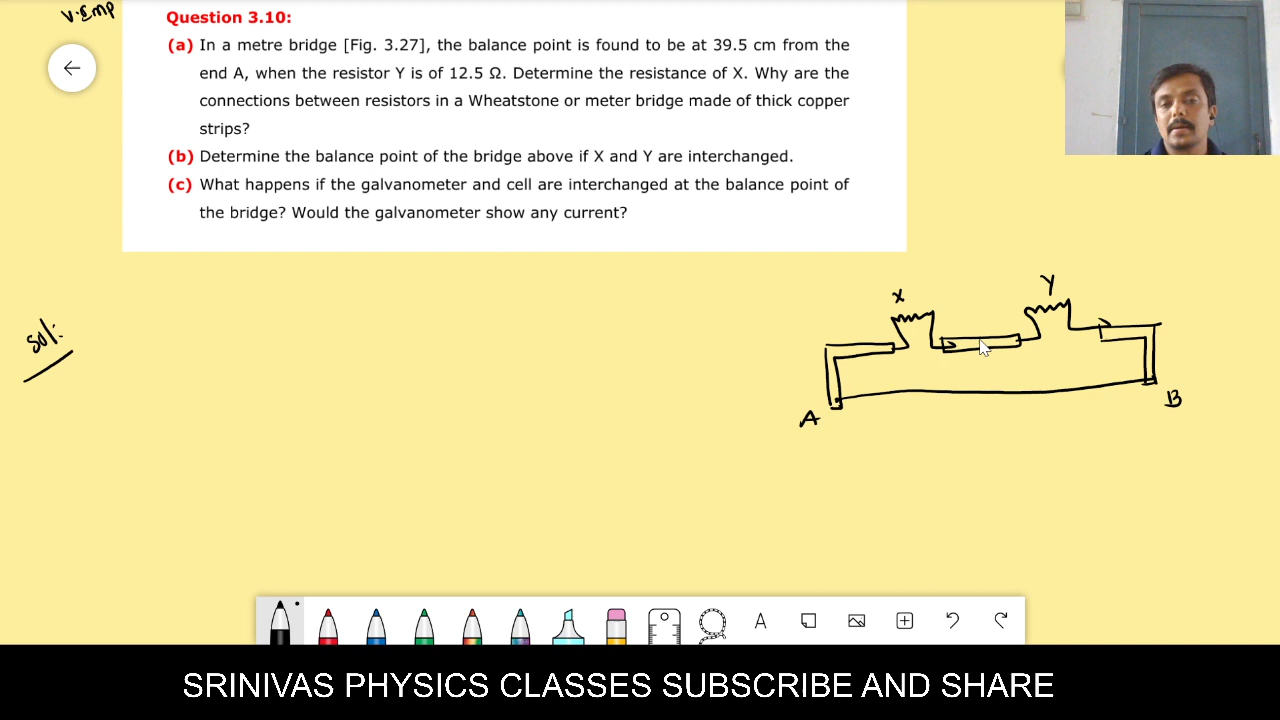 V. Imp
Question 3.10:
(a) In a metre bridge [Fig. 3.27], the balance point is found to be at 39.5 cm from the
end A, when the resistor Y is of 12.5 Ω. Determine the resistance of X. Why are the
connections between resistors in a Wheatstone or meter bridge made of thick copper
strips?
(b) Determine the balance point of the bridge above if X and Y are interchanged.
(c) What happens if the galvanometer and cell are interchanged at the balance point of
the bridge? Would the galvanometer show any current?
Sol:
X
Y
A
B
A
SRINIVAS PHYSICS CLASSES SUBSCRIBE AND SHARE